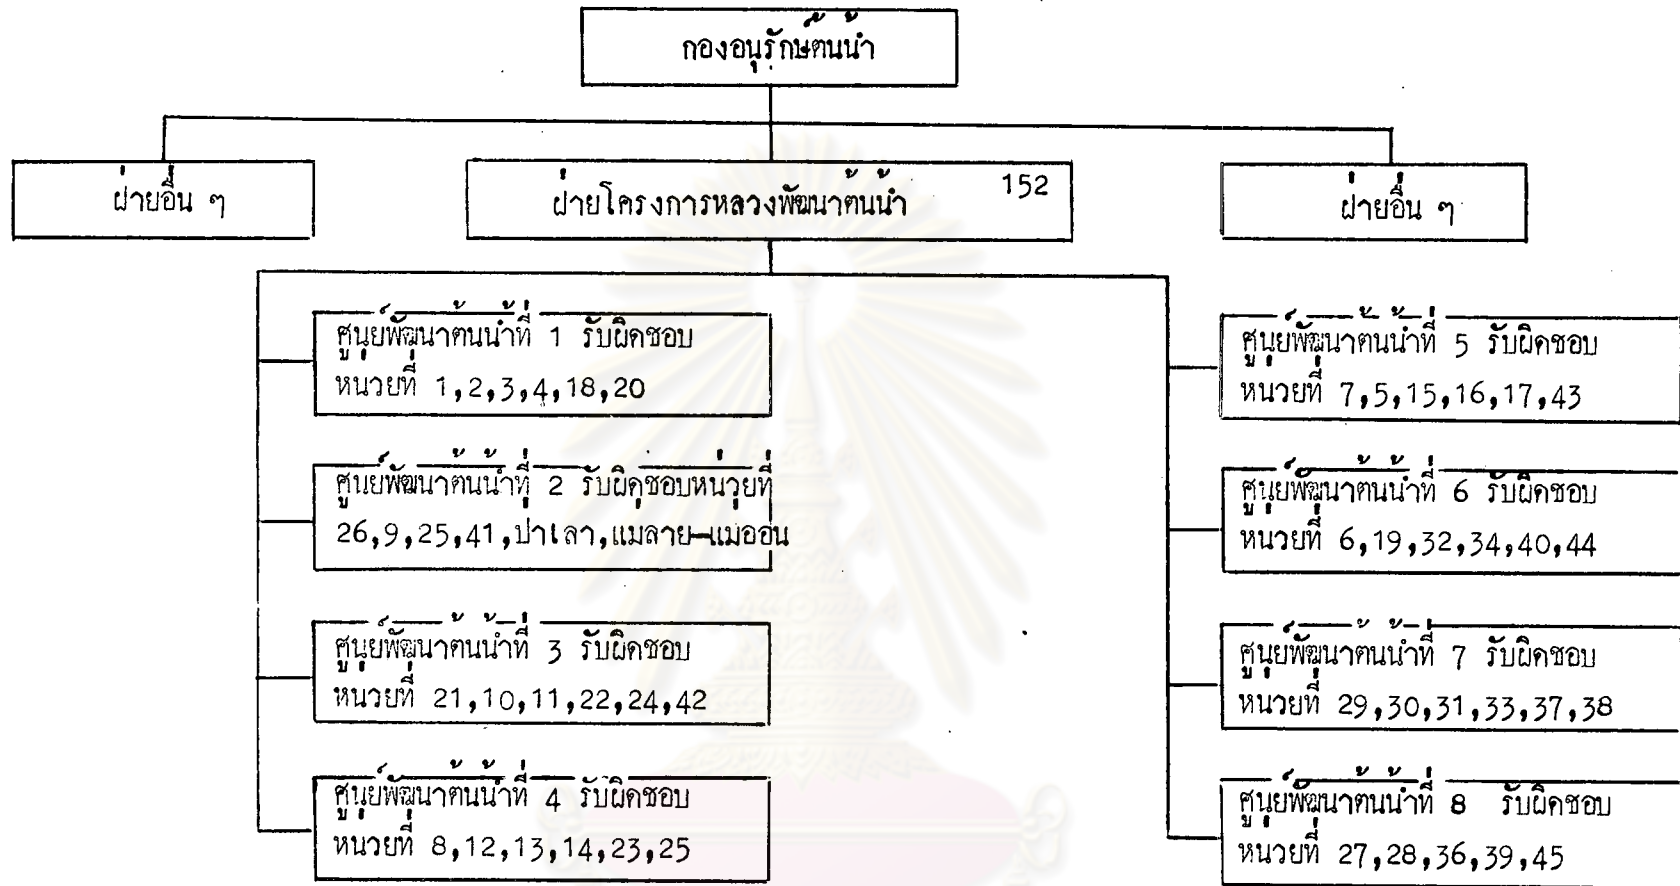 กองอนุรักษ์ต้นน้ำ
ฝ่ายอื่น ๆ
ฝ่ายโครงการหลวงพัฒนาต้นน้ำ 152
ฝ่ายอื่น ๆ
ศูนย์พัฒนาต้นน้ำที่ 1 รับผิดชอบ
หน่วยที่ 1,2,3,4,18,20
ศูนย์พัฒนาต้นน้ำที่ 2 รับผิดชอบหน่วยที่
26,9,25,41,ป่าเลา,แม่ลาย-แม่ออน
ศูนย์พัฒนาต้นน้ำที่ 3 รับผิดชอบ
หน่วยที่ 21,10,11,22,24,42
ศูนย์พัฒนาต้นน้ำที่ 4 รับผิดชอบ
หน่วยที่ 8,12,13,14,23,25
ศูนย์พัฒนาต้นน้ำที่ 5 รับผิดชอบ
หน่วยที่ 7,5,15,16,17,43
ศูนย์พัฒนาต้นน้ำที่ 6 รับผิดชอบ
หน่วยที่ 6,19,32,34,40,44
ศูนย์พัฒนาต้นน้ำที่ 7 รับผิดชอบ
หน่วยที่ 29,30,31,33,37,38
ศูนย์พัฒนาต้นน้ำที่ 8 รับผิดชอบ
หน่วยที่ 27,28,36,39,45